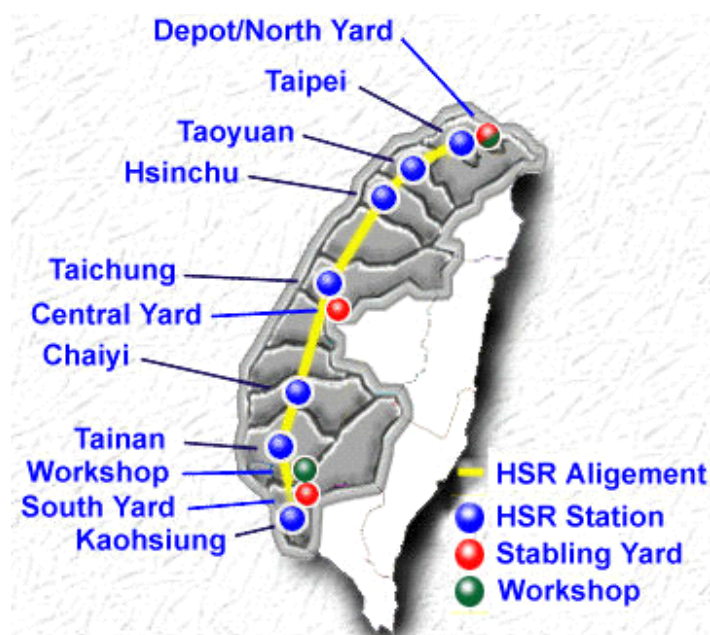 Depot/North Yard
Taipei
Taoyuan
Hsinchu
Taichung
Central Yard
Chaiyi
Tainan
Workshop
South Yard
Kaohsiung
HSR Aligement
HSR Station
Stabling Yard
Workshop